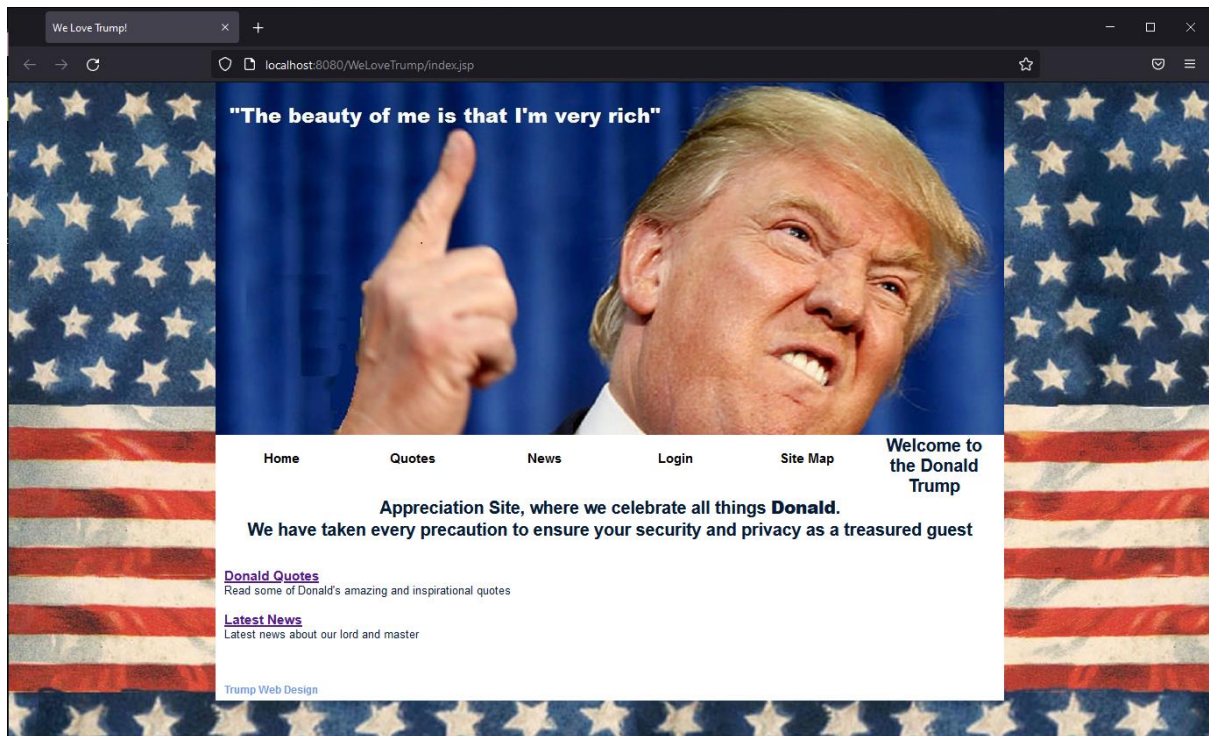 We Love Trump!
localhost:8080/WeLoveTrump/index.jsp
"The beauty of me is that I'm very rich"
Home Quotes News Login Site Map
Welcome to
the Donald
Trump
Appreciation Site, where we celebrate all things Donald.
We have taken every precaution to ensure your security and privacy as a treasured guest
Donald Quotes
Read some of Donald's amazing and inspirational quotes
Latest News
Latest news about our lord and master
Trump Web Design